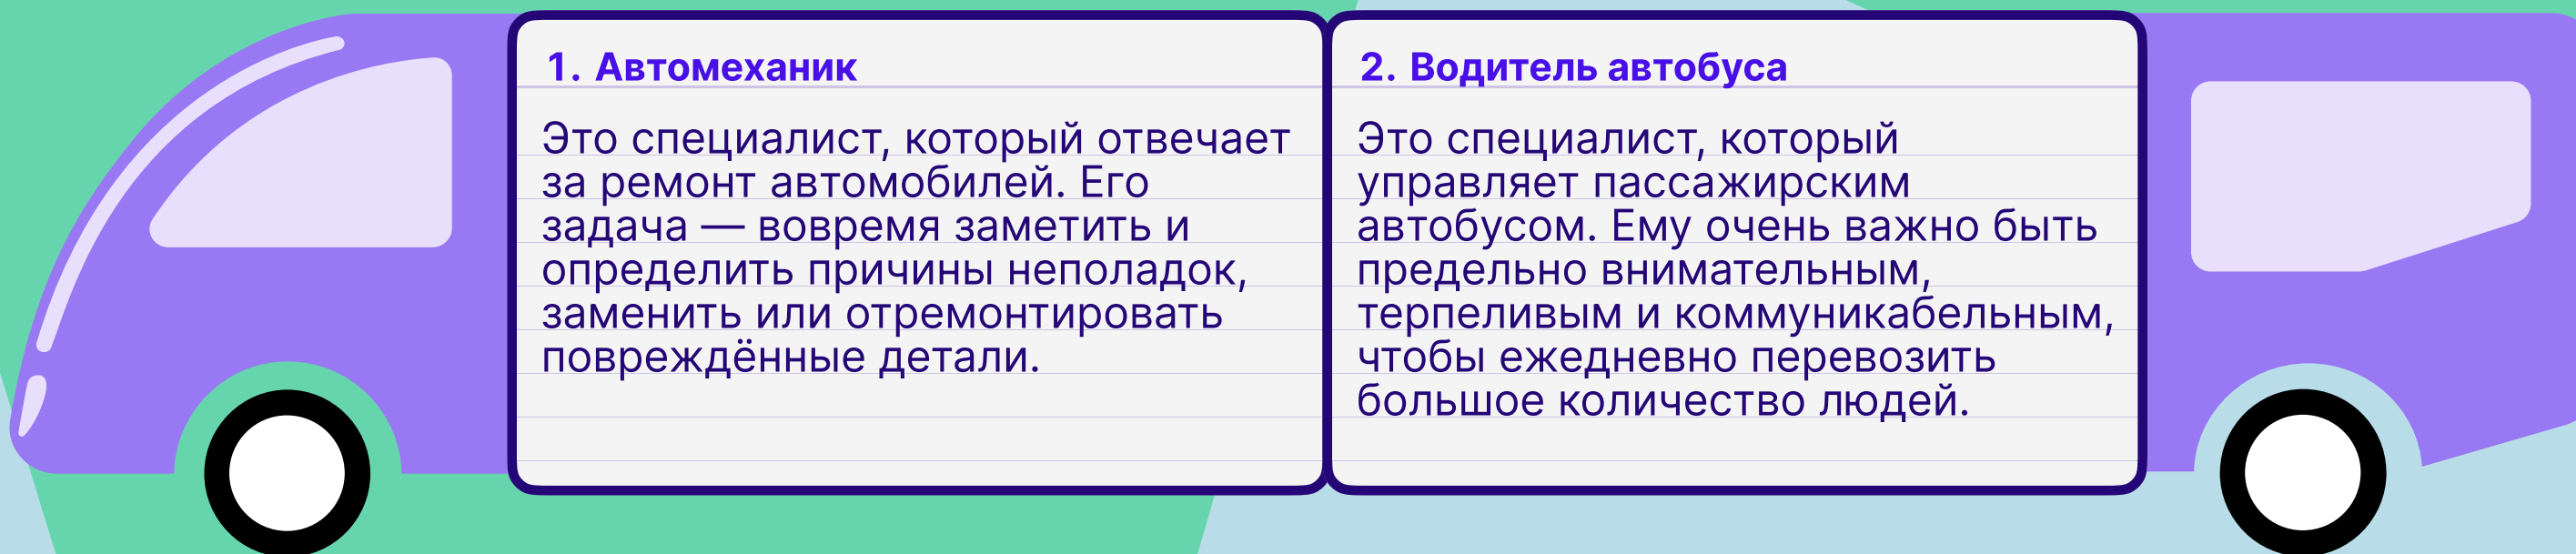 1. Автомеханик
Это специалист, который отвечает
за ремонт автомобилей. Его
задача — вовремя заметить и
определить причины неполадок,
заменить или отремонтировать
повреждённые детали.
2. Водитель автобуса
Это специалист, который
управляет пассажирским
автобусом. Ему очень важно быть
предельно внимательным,
терпеливым и коммуникабельным,
чтобы ежедневно перевозить
большое количество людей.